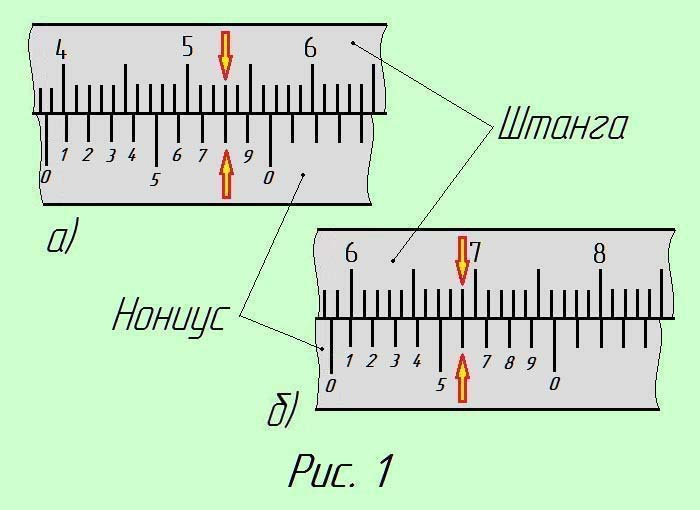 4 5 6
0 1 2 3 4 5 6 7 9 0
а)
Штанга
6 7 8
0 1 2 3 4 5 7 8 9 0
б)
Нониус
Рис. 1